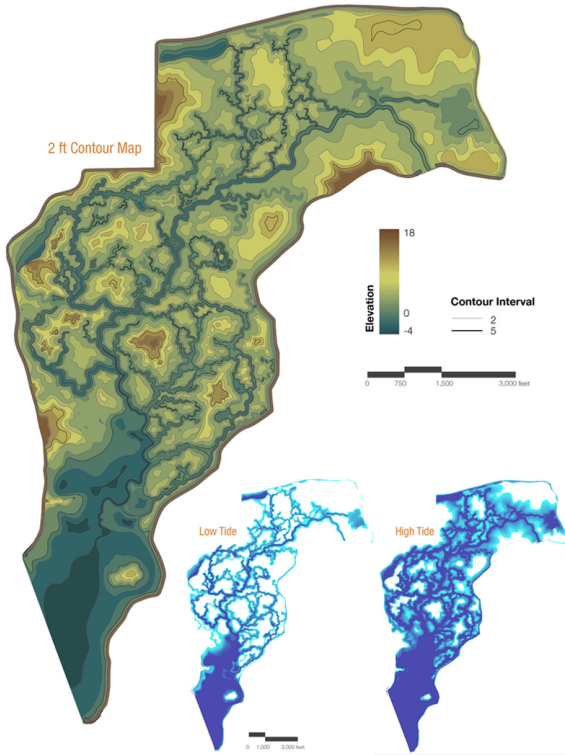 2 ft Contour Map
18
0
-4
Elevation
Contour Interval
2
5
0 750 1,500 3,000 feet
Low Tide
High Tide
0 1,000 3,000 feet